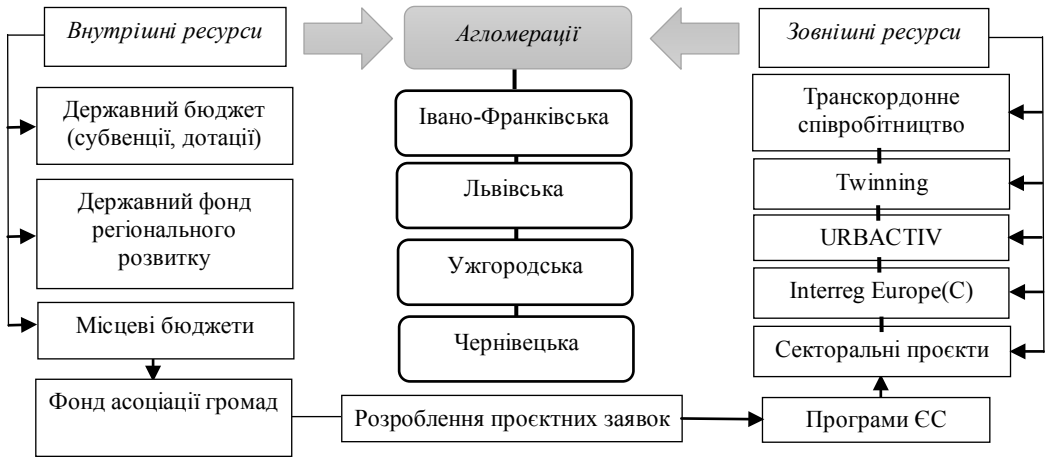 Внутрішні ресурси
Агломерації
Зовнішні ресурси
Державний бюджет
(субвенції, дотації)
Державний фонд
регіонального
розвитку
Місцеві бюджети
Фонд асоціації громад
Івано-Франківська
Львівська
Ужгородська
Чернівецька
Розроблення проєктних заявок
Транскордонне
співробітництво
Twinning
URBACTIV
Interreg Europe(C)
Секторальні проєкти
Програми ЄС